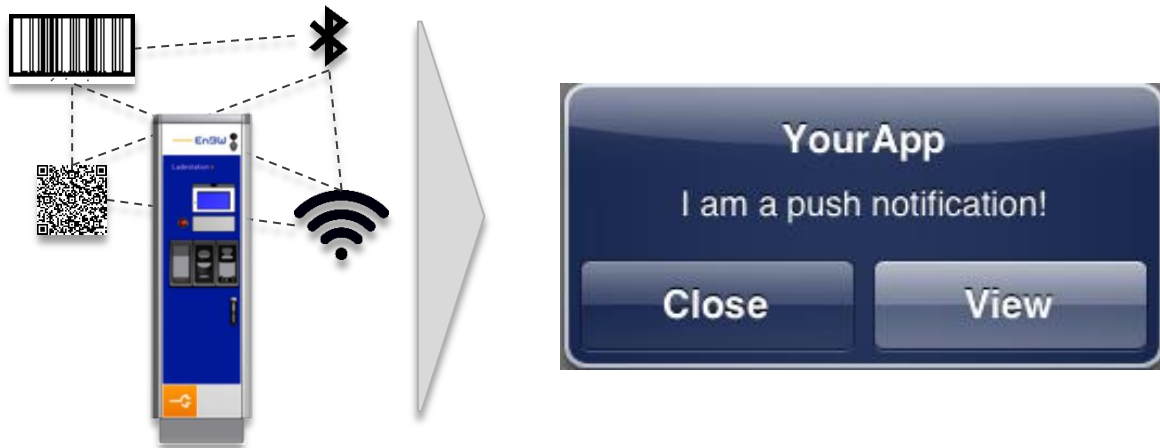 EnBW
Ladestation
YourApp
I am a push notification!
Close
View